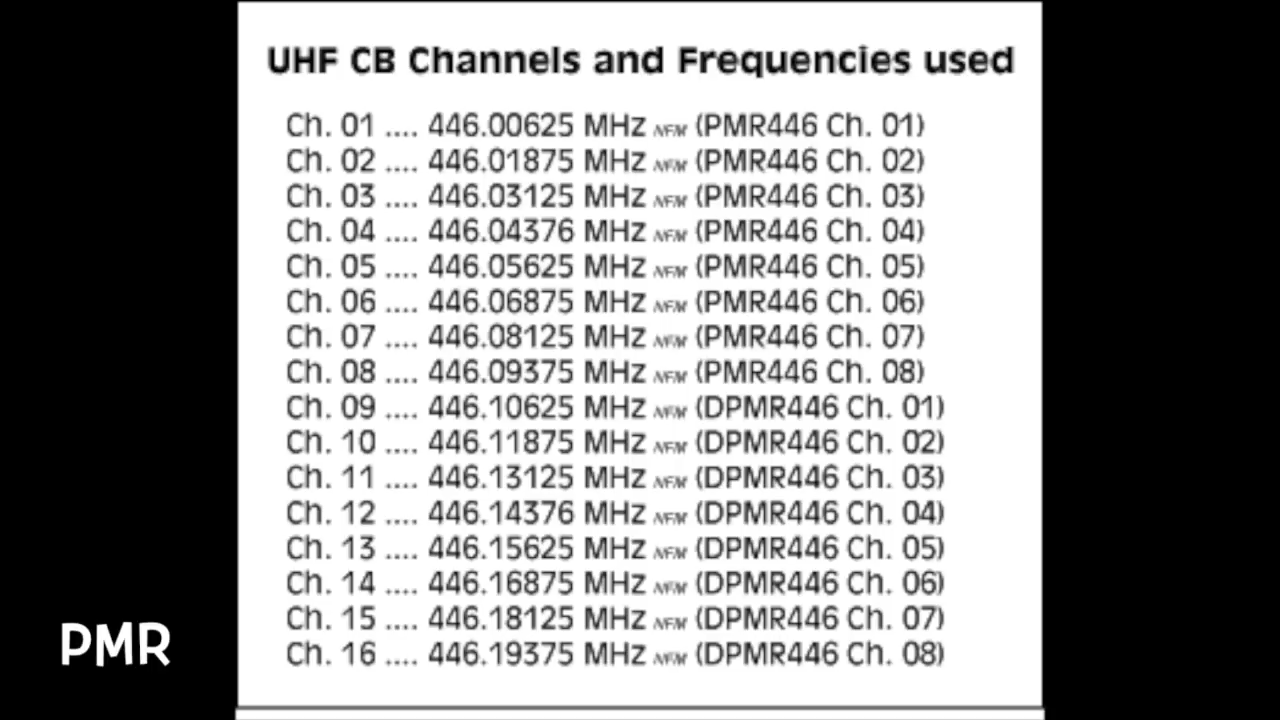 UHF CB Channels and Frequencies used
Ch. 01 .... 446.00625 MHz NFM (PMR446 Ch. 01)
Ch. 02 .... 446.01875 MHz NFM (PMR446 Ch. 02)
Ch. 03 .... 446.03125 MHz NFM (PMR446 Ch. 03)
Ch. 04 .... 446.04376 MHz NFM (PMR446 Ch. 04)
Ch. 05 .... 446.05625 MHz NFM (PMR446 Ch. 05)
Ch. 06 .... 446.06875 MHz NFM (PMR446 Ch. 06)
Ch. 07 .... 446.08125 MHz NFM (PMR446 Ch. 07)
Ch. 08 .... 446.09375 MHz NFM (PMR446 Ch. 08)
Ch. 09 .... 446.10625 MHz NFM (DPMR446 Ch. 01)
Ch. 10 .... 446.11875 MHz NFM (DPMR446 Ch. 02)
Ch. 11 .... 446.13125 MHz NFM (DPMR446 Ch. 03)
Ch. 12 .... 446.14376 MHz NFM (DPMR446 Ch. 04)
Ch. 13 .... 446.15625 MHz NFM (DPMR446 Ch. 05)
Ch. 14 .... 446.16875 MHz NFM (DPMR446 Ch. 06)
Ch. 15 .... 446.18125 MHz NFM (DPMR446 Ch. 07)
Ch. 16 .... 446.19375 MHz NFM (DPMR446 Ch. 08)
PMR